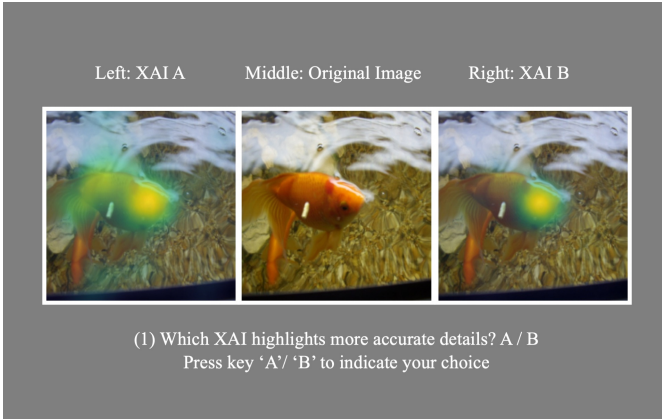 Left: XAI A
Middle: Original Image
Right: XAI B
(1) Which XAI highlights more accurate details? A / B
Press key ‘A’/ ‘B’ to indicate your choice